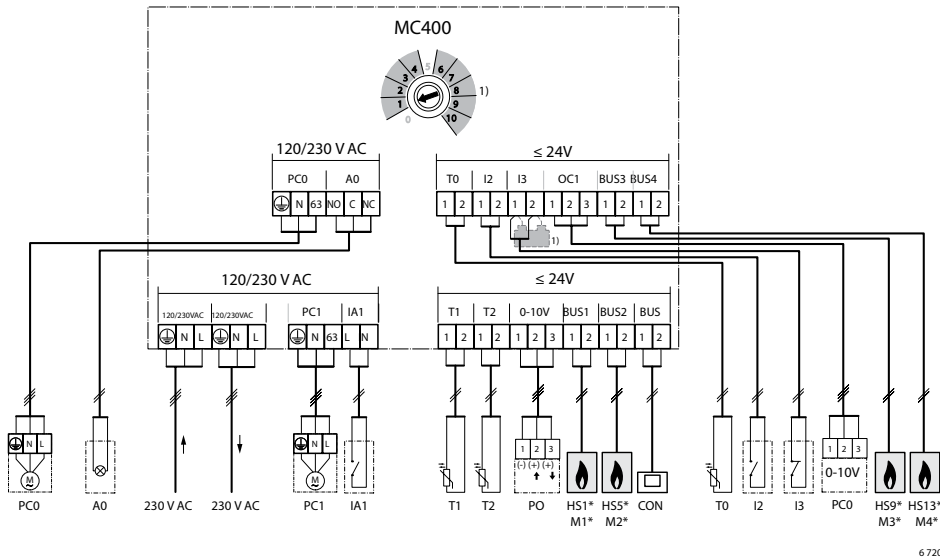 MC400
0 1 2 3 4 5 6 7 8 9 10
1)
120/230 V AC
≤ 24V
PC0 A0
T0 I2 I3 OC1 BUS3 BUS4
N 63 NO C NC
1 2 1 2 1 2 1 2 3 1 2 1 2
1)
120/230 V AC
≤ 24V
120/230VAC 120/230VAC PC1 IA1
T1 T2 0-10V BUS1 BUS2 BUS
N L N L N 63 L N
1 2 1 2 1 2 3 1 2 1 2 1 2
N L
M
~
N L
M
~
1 2 3
(-) (+) (+)
1 2 3
0-10V
PC0 A0 230 V AC 230 V AC PC1 IA1 T1 T2 PO HS1* HS5* CON T0 I2 I3 PC0 HS9* HS13*
M1* M2* M3* M4*
6 720